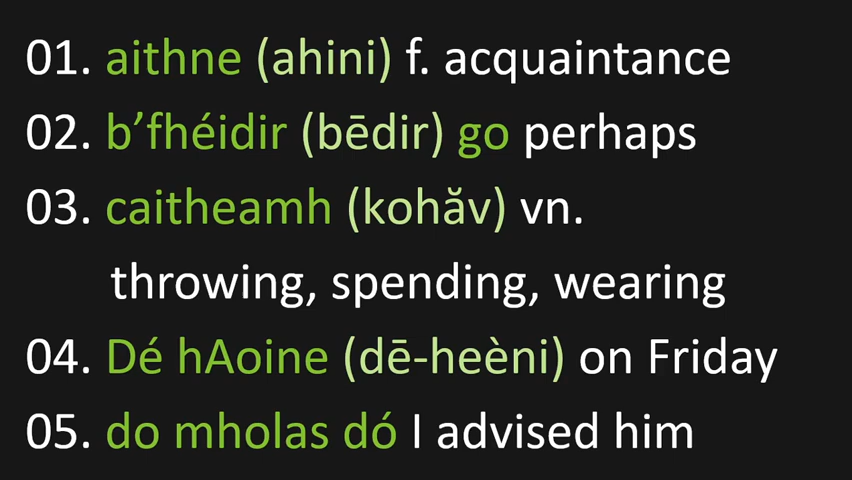 01. aithne (ahini) f. acquaintance
02. b’fhéidir (bēdir) go perhaps
03. caitheamh (kohăv) vn.
throwing, spending, wearing
04. Dé hAoine (dē-heèni) on Friday
05. do mholas dó I advised him